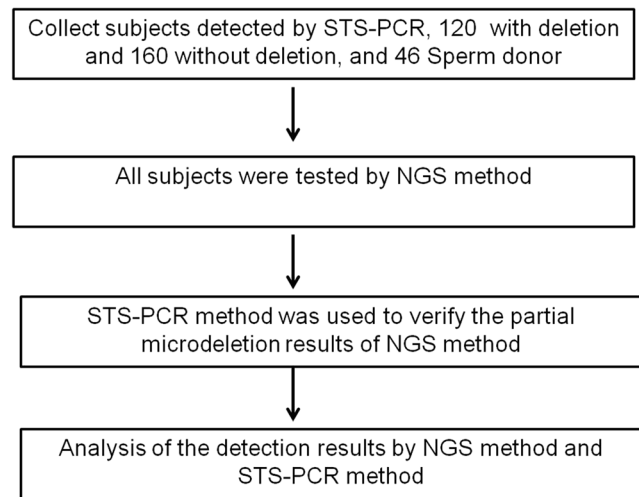 Collect subjects detected by STS-PCR, 120 with deletion
and 160 without deletion, and 46 Sperm donor
All subjects were tested by NGS method
STS-PCR method was used to verify the partial
microdeletion results of NGS method
Analysis of the detection results by NGS method and
STS-PCR method